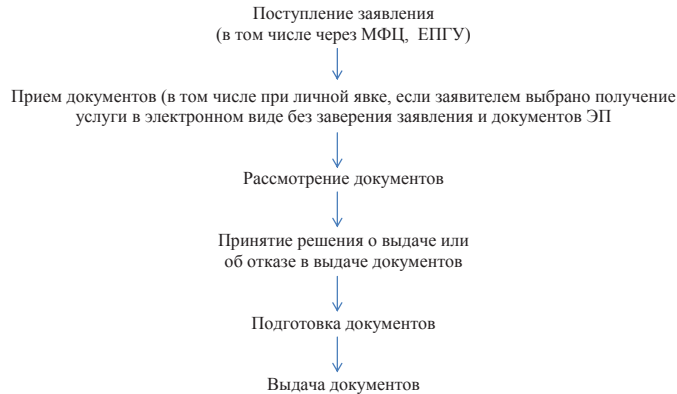 Поступление заявления
(в том числе через МФЦ, ЕПГУ)
Прием документов (в том числе при личной явке, если заявителем выбрано получение
услуги в электронном виде без заверения заявления и документов ЭП
Рассмотрение документов
Принятие решения о выдаче или
об отказе в выдаче документов
Подготовка документов
Выдача документов